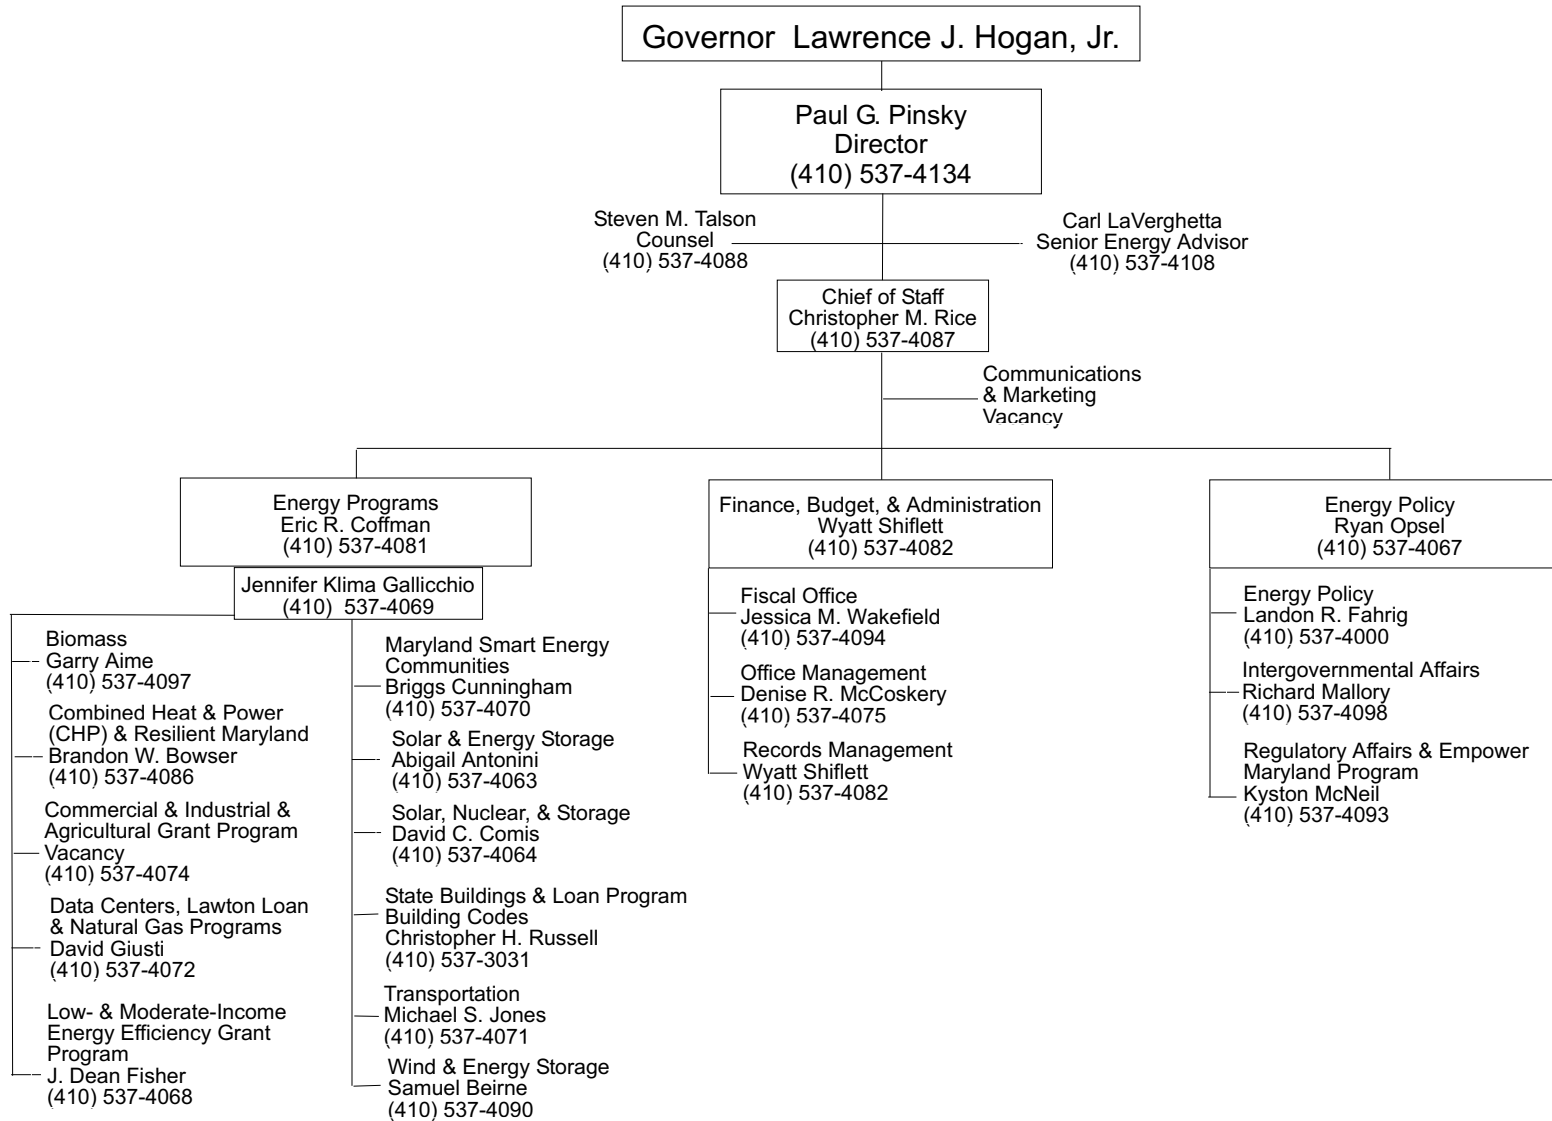 Governor Lawrence J. Hogan, Jr.
Paul G. Pinsky
Director
(410) 537-4134
Steven M. Talson
Counsel
(410) 537-4088
Carl LaVerghetta
Senior Energy Advisor
(410) 537-4108
Chief of Staff
Christopher M. Rice
(410) 537-4087
Communications
& Marketing
Vacancy
Energy Programs
Eric R. Coffman
(410) 537-4081
Jennifer Klima Gallicchio
(410) 537-4069
Biomass
Garry Aime
(410) 537-4097
Combined Heat & Power
(CHP) & Resilient Maryland
Brandon W. Bowser
(410) 537-4086
Commercial & Industrial &
Agricultural Grant Program
Vacancy
(410) 537-4074
Data Centers, Lawton Loan
& Natural Gas Programs
David Giusti
(410) 537-4072
Low- & Moderate-Income
Energy Efficiency Grant
Program
J. Dean Fisher
(410) 537-4068
Maryland Smart Energy
Communities
Briggs Cunningham
(410) 537-4070
Solar & Energy Storage
Abigail Antonini
(410) 537-4063
Solar, Nuclear, & Storage
David C. Comis
(410) 537-4064
State Buildings & Loan Program
Building Codes
Christopher H. Russell
(410) 537-3031
Transportation
Michael S. Jones
(410) 537-4071
Wind & Energy Storage
Samuel Beirne
(410) 537-4090
Finance, Budget, & Administration
Wyatt Shiflett
(410) 537-4082
Fiscal Office
Jessica M. Wakefield
(410) 537-4094
Office Management
Denise R. McCoskery
(410) 537-4075
Records Management
Wyatt Shiflett
(410) 537-4082
Energy Policy
Ryan Opsel
(410) 537-4067
Energy Policy
Landon R. Fahrig
(410) 537-4000
Intergovernmental Affairs
Richard Mallory
(410) 537-4098
Regulatory Affairs & Empower
Maryland Program
Kyston McNeil
(410) 537-4093